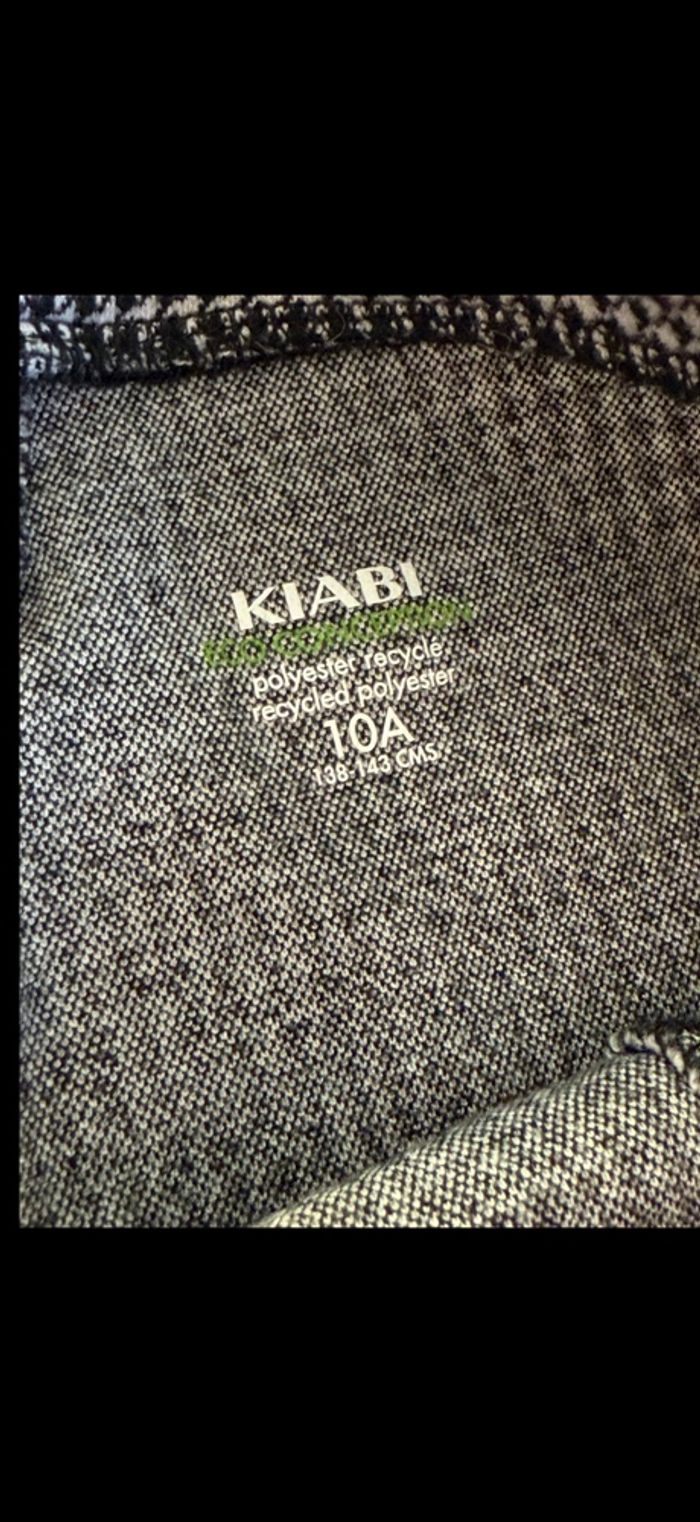 KIABI
ECO CONCEPTION
polyester recycle
recycled polyester
10A
138-143 CMS